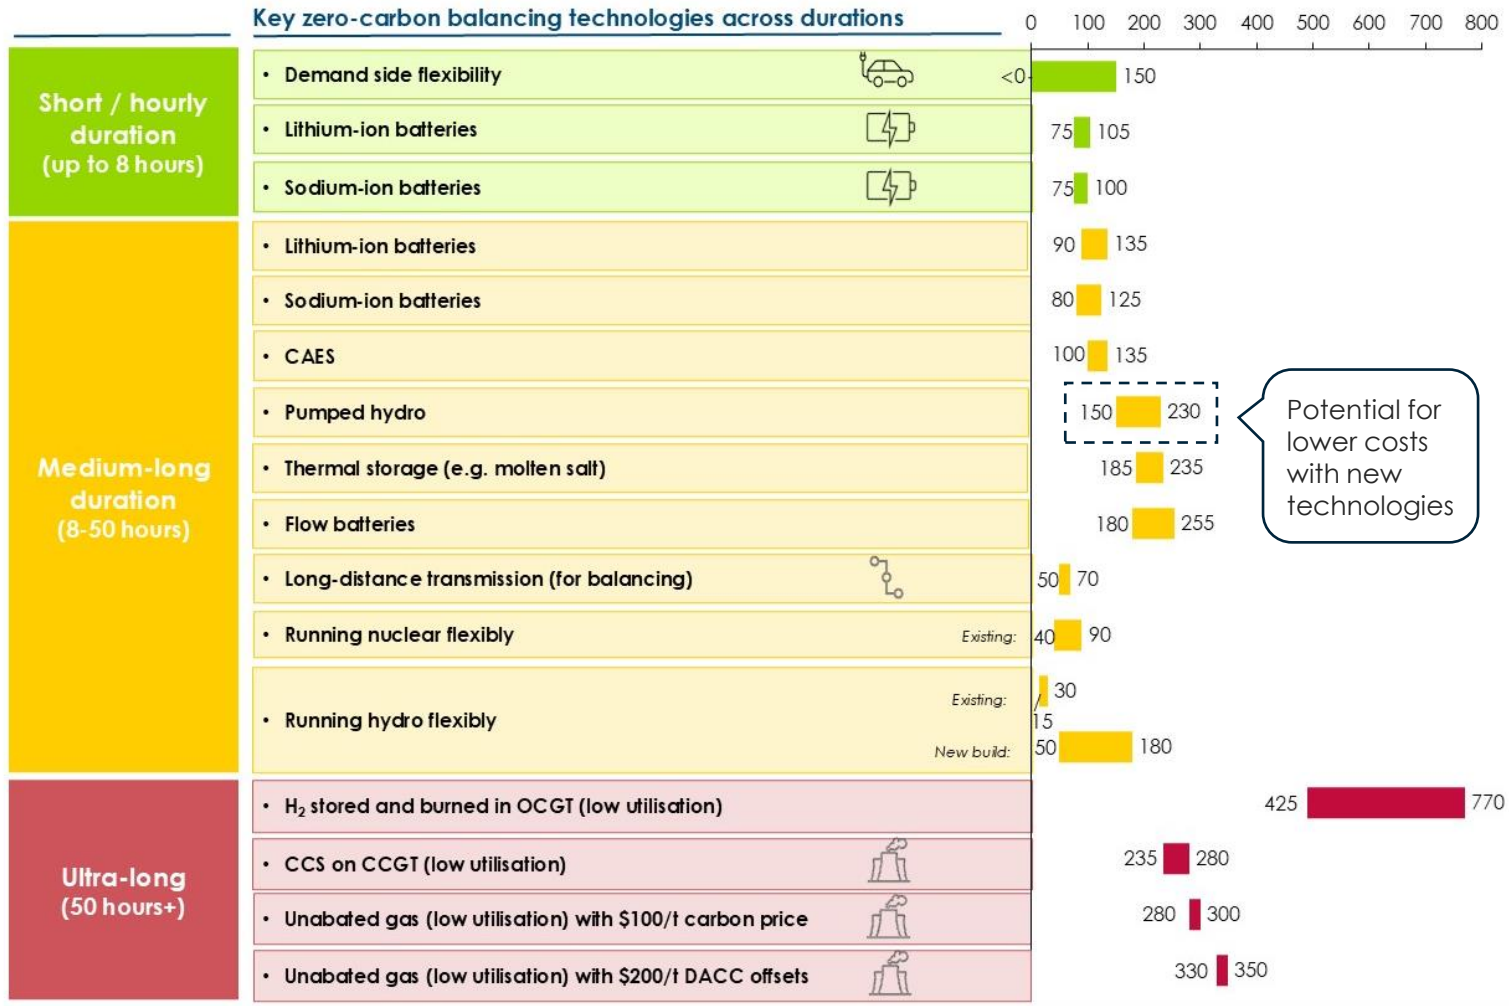 Key zero-carbon balancing technologies across durations
0 100 200 300 400 500 600 700 800
Short / hourly
duration
(up to 8 hours)
• Demand side flexibility
<0 150
• Lithium-ion batteries
75 105
• Sodium-ion batteries
75 100
Medium-long
duration
(8-50 hours)
• Lithium-ion batteries
90 135
• Sodium-ion batteries
80 125
• CAES
100 135
• Pumped hydro
150 230
Potential for
lower costs
with new
technologies
• Thermal storage (e.g. molten salt)
185 235
• Flow batteries
180 255
• Long-distance transmission (for balancing)
50 70
• Running nuclear flexibly
Existing: 40 90
• Running hydro flexibly
Existing: 15 30
New build: 50 180
Ultra-long
(50 hours+)
• H₂ stored and burned in OCGT (low utilisation)
425 770
• CCS on CCGT (low utilisation)
235 280
• Unabated gas (low utilisation) with $100/t carbon price
280 300
• Unabated gas (low utilisation) with $200/t DACC offsets
330 350